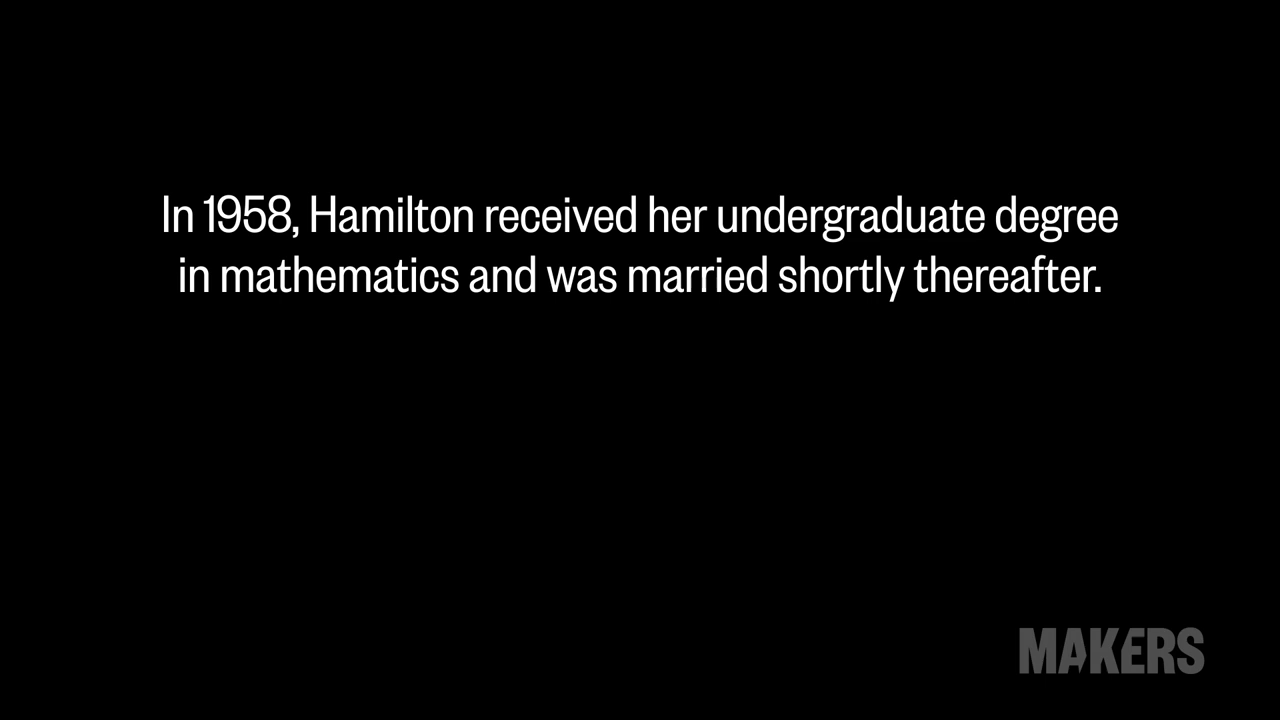 In 1958, Hamilton received her undergraduate degree
in mathematics and was married shortly thereafter.
MAKERS